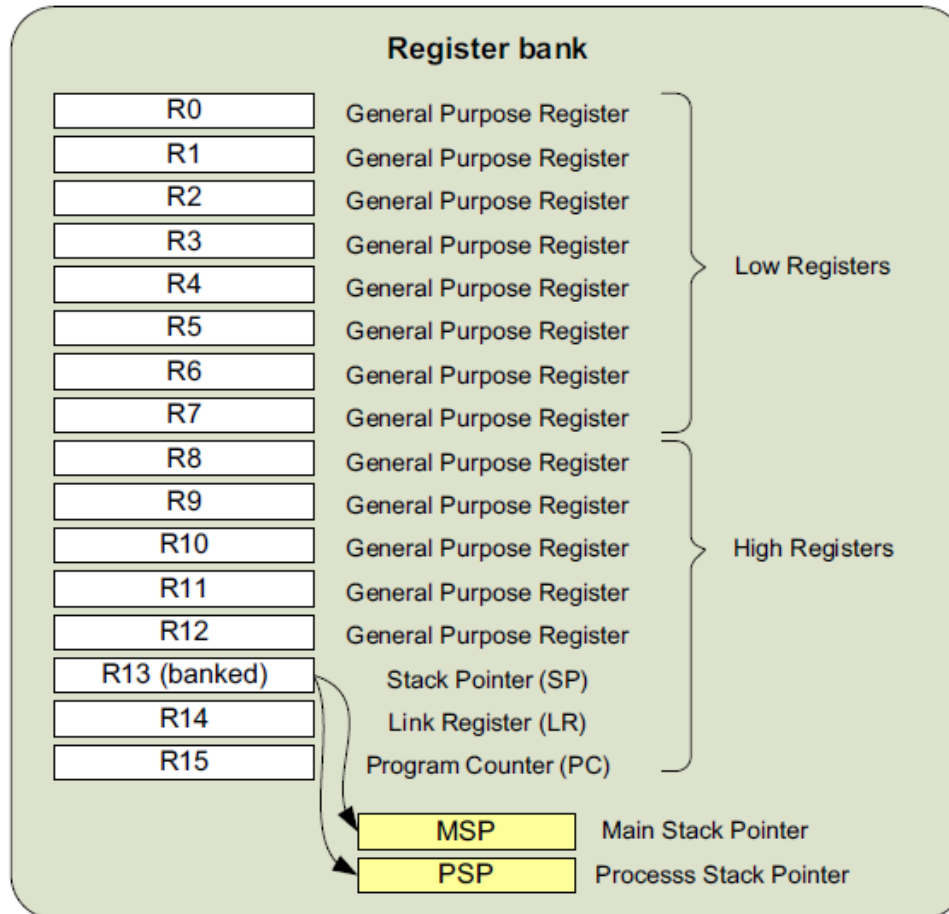 Register bank
R0 General Purpose Register
R1 General Purpose Register
R2 General Purpose Register
R3 General Purpose Register
Low Registers
R4 General Purpose Register
R5 General Purpose Register
R6 General Purpose Register
R7 General Purpose Register
R8 General Purpose Register
R9 General Purpose Register
R10 General Purpose Register
High Registers
R11 General Purpose Register
R12 General Purpose Register
R13 (banked) Stack Pointer (SP)
R14 Link Register (LR)
R15 Program Counter (PC)
MSP Main Stack Pointer
PSP Processs Stack Pointer